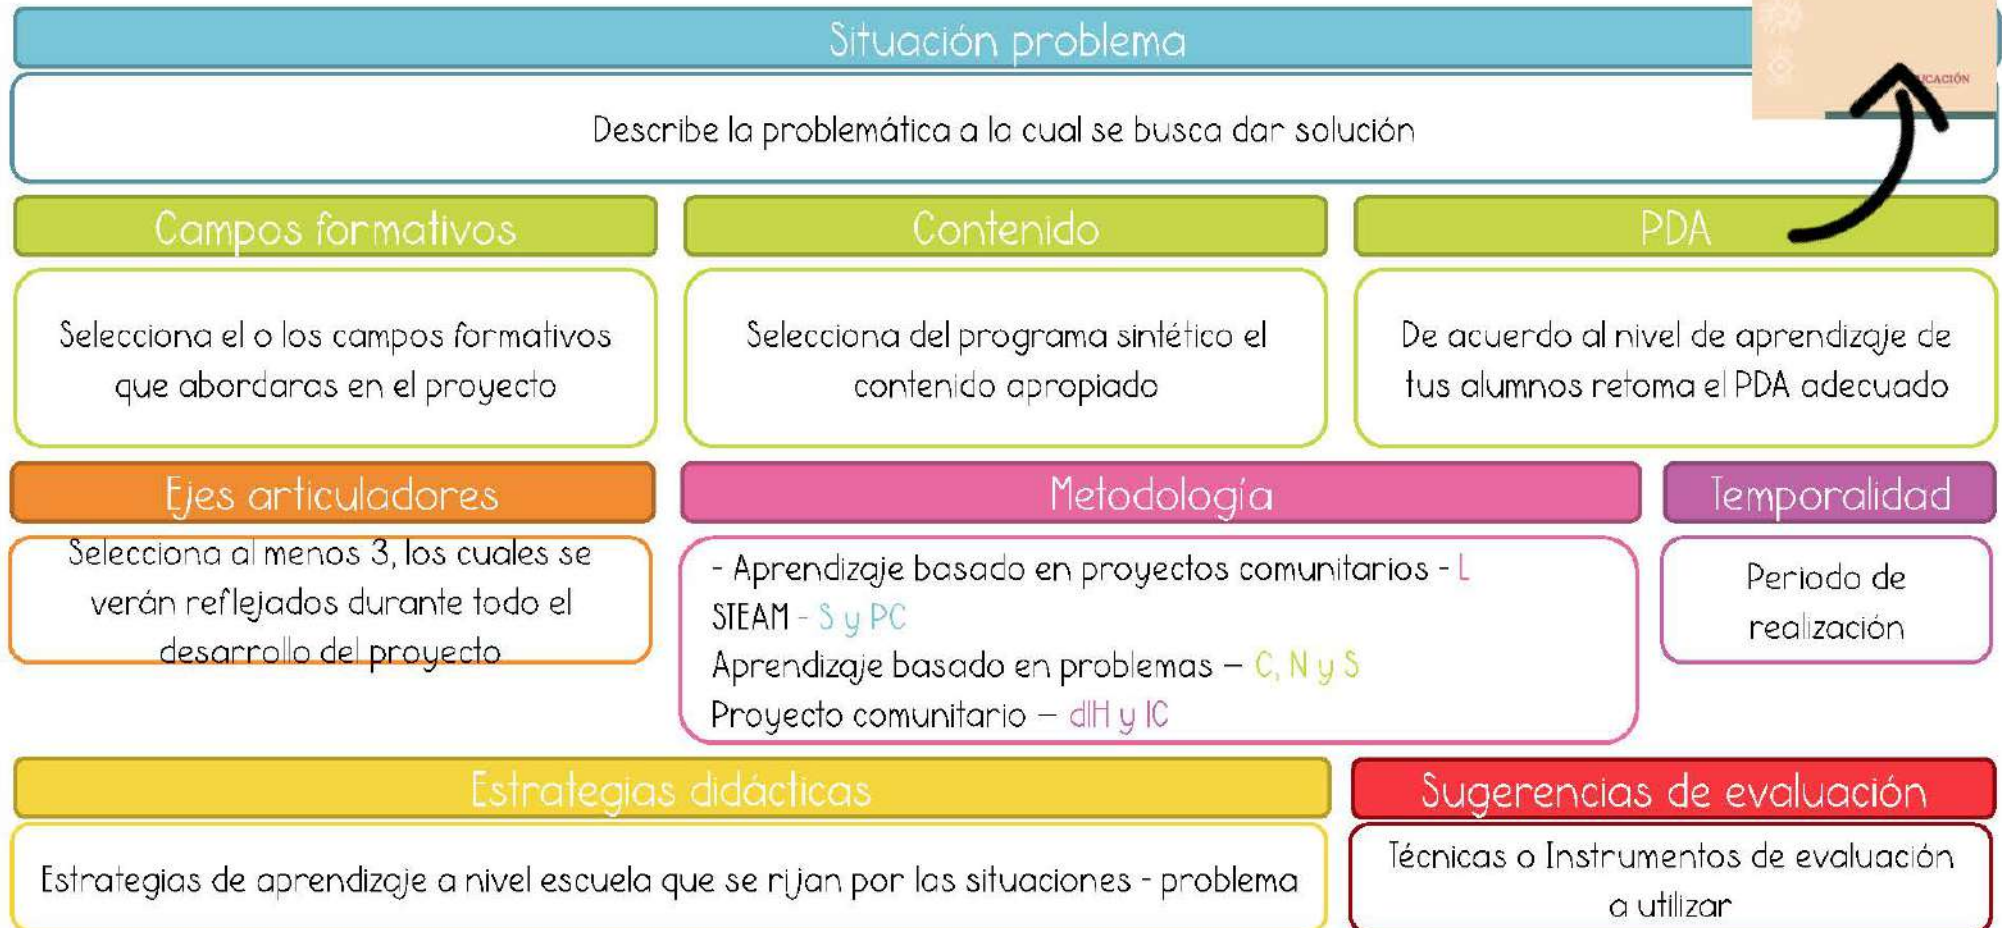 Situación problema
UCACIÓN
Describe la problemática a la cual se busca dar solución
Campos formativos
Contenido
PDA
Selecciona el o los campos formativos
que abordaras en el proyecto
Selecciona del programa sintético el
contenido apropiado
De acuerdo al nivel de aprendizaje de
tus alumnos retoma el PDA adecuado
Ejes articuladores
Metodología
Temporalidad
Selecciona al menos 3, los cuales se
verán reflejados durante todo el
desarrollo del proyecto
- Aprendizaje basado en proyectos comunitarios - L
STEAM - S y PC
Aprendizaje basado en problemas – C, N y S
Proyecto comunitario – dlH y lC
Periodo de
realización
Estrategias didácticas
Sugerencias de evaluación
Estrategias de aprendizaje a nivel escuela que se rijan por las situaciones - problema
Técnicas o Instrumentos de evaluación
a utilizar